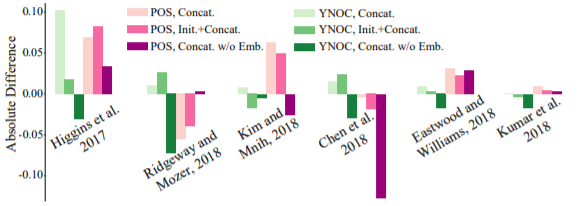 0.10
0.05
0.00
-0.05
-0.10
Absolute Difference
POS, Concat.
POS, Init.+Concat.
POS, Concat. w/o Emb.
YNOC, Concat.
YNOC, Init.+Concat.
YNOC, Concat. w/o Emb.
Higgins et al.
2017
Ridgeway and
Mozer, 2018
Kim and
Mnih, 2018
Chen et al.
2018
Eastwood and
Williams, 2018
Kumar et al.
2018